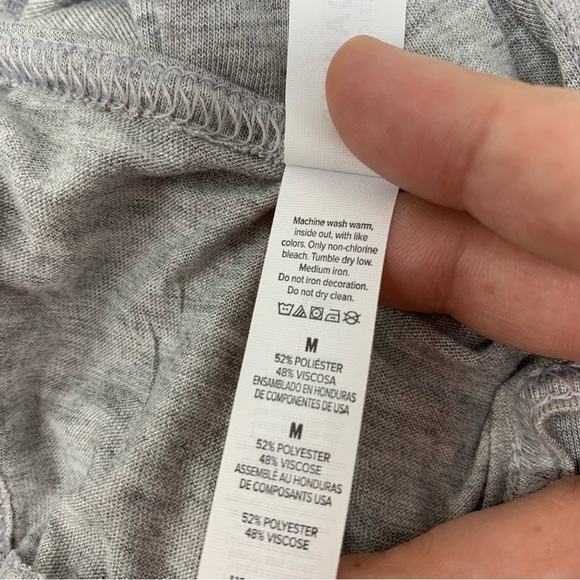 Machine wash warm,
inside out, with like
colors. Only non-chlorine
bleach. Tumble dry low.
Medium iron.
Do not iron decoration.
Do not dry clean.
M
52% POLIÉSTER
48% VISCOSA
ENSAMBLADO EN HONDURAS
DE COMPONENTES DE USA
M
52% POLYESTER
48% VISCOSE
ASSEMBLÉ AU HONDURAS
DE COMPOSANTS USA
52% POLYESTER
48% VISCOSE